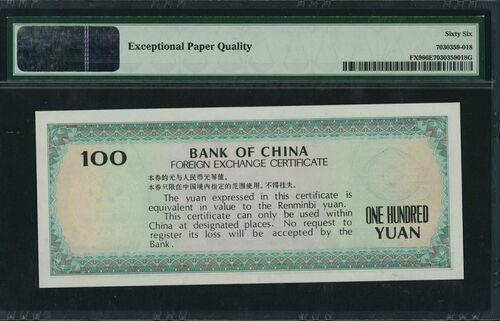 Exceptional Paper Quality
Sixty Six
7030359-018
FX966E7030359018G
100
BANK OF CHINA
FOREIGN EXCHANGE CERTIFICATE
本券的元与人民币元等值。
本券只限在中国境内指定的范围使用，不得挂失。
The yuan expressed in this certificate is
equivalent in value to the Renminbi yuan.
This certificate can only be used within
China at designated places. No request to
register its loss will be accepted by the
Bank.
ONE HUNDRED
YUAN